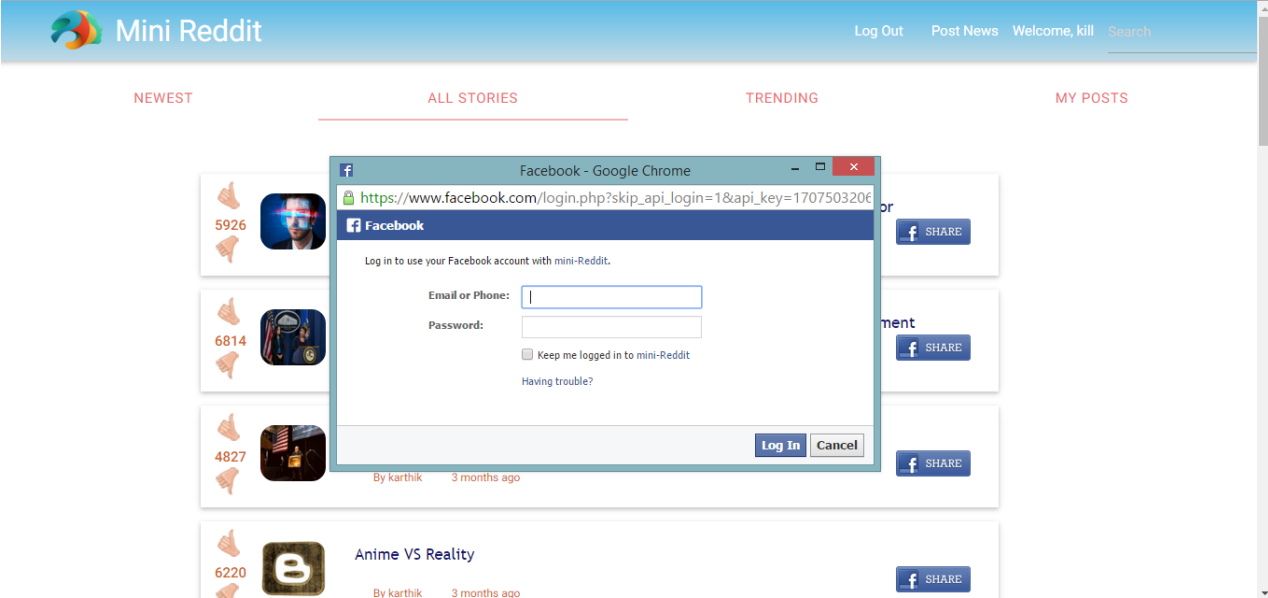 Mini Reddit
Log Out Post News Welcome, kill Search
NEWEST ALL STORIES TRENDING MY POSTS
Facebook - Google Chrome
https://www.facebook.com/login.php?skip_api_login=1&api_key=1707503206
Facebook
Log in to use your Facebook account with mini-Reddit.
Email or Phone:
Password:
Keep me logged in to mini-Reddit
Having trouble?
Log In Cancel
5926
or
f SHARE
6814
ment
f SHARE
4827
By karthik 3 months ago
f SHARE
6220
Anime VS Reality
By karthik 3 months ago
f SHARE